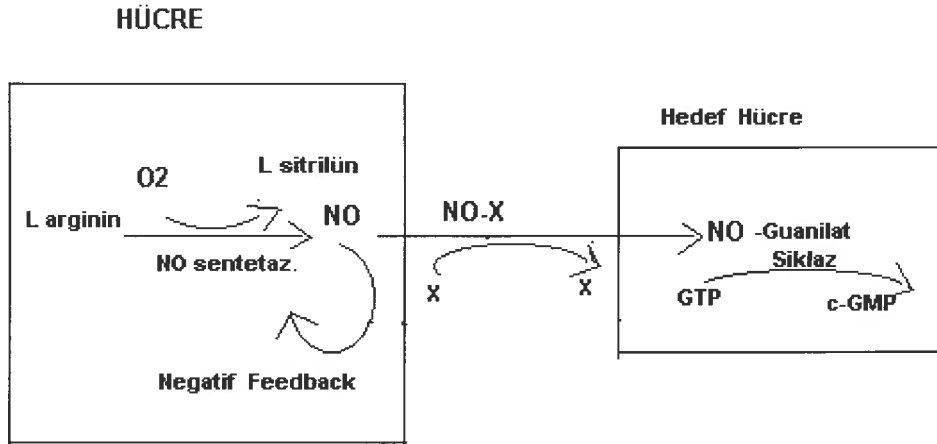 HÜCRE
Hedef Hücre
O2
L sitrilün
L arginin
NO
NO-X
NO sentetaz.
X
X
NO -Guanilat
Siklaz
GTP
c-GMP
Negatif Feedback